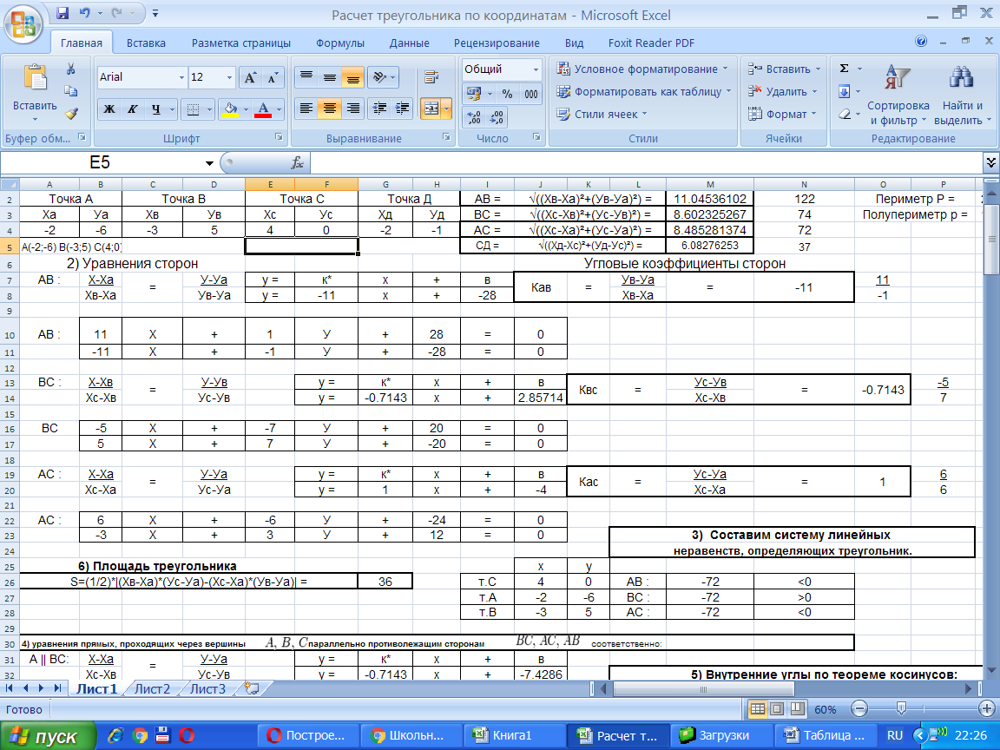 Расчет треугольника по координатам - Microsoft Excel
Главная Вставка Разметка страницы Формулы Данные Рецензирование Вид Foxit Reader PDF
Вставить
Arial 12
Ж К Ч
Общий
% 000
Условное форматирование
Форматировать как таблицу
Стили ячеек
Вставить
Удалить
Формат
Σ
Сортировка и фильтр
Найти и выделить
Буфер обм... Шрифт Выравнивание Число Стили Ячейки Редактирование
E5 fx
A B C D E F G H I J K L M N O P
2 Точка А Точка В Точка С Точка Д АВ = √((Хв-Ха)²+(Ув-Уа)²) = 11.04536102 122 Периметр Р =
3 Ха Уа Хв Ув Хс Ус Хд Уд ВС = √((Хс-Хв)²+(Ус-Ув)²) = 8.602325267 74 Полупериметр р =
4 -2 -6 -3 5 4 0 -2 -1 АС = √((Хс-Ха)²+(Ус-Уа)²) = 8.485281374 72
5 А(-2;-6) В(-3;5) С(4;0) СД = √((Хд-Хс)²+(Уд-Ус)²) = 6.08276253 37
6 2) Уравнения сторон Угловые коэффициенты сторон
7 АВ : Х-Ха = У-Уа у = к* х + в Кав = Ув-Уа = -11 11
8 Хв-Ха Ув-Уа у = -11 х + -28 Хв-Ха -1
9
10 АВ : 11 Х + 1 У + 28 = 0
11 -11 Х + -1 У + -28 = 0
12
13 ВС : Х-Хв = У-Ув у = к* х + в Квс = Ус-Ув = -0.7143 -5
14 Хс-Хв Ус-Ув у = -0.7143 х + 2.85714 Хс-Хв 7
15
16 ВС -5 Х + -7 У + 20 = 0
17 5 Х + 7 У + -20 = 0
18
19 АС : Х-Ха = У-Уа у = к* х + в Кас = Ус-Уа = 1 6
20 Хс-Ха Ус-Уа у = 1 х + -4 Хс-Ха 6
21
22 АС : 6 Х + -6 У + -24 = 0
23 -3 Х + 3 У + 12 = 0 3) Составим систему линейных
24 неравенств, определяющих треугольник.
25 6) Площадь треугольника х у
26 S=(1/2)*|(Хв-Ха)*(Ус-Уа)-(Хс-Ха)*(Ув-Уа)| = 36 т.С 4 0 АВ : -72 <0
27 т.А -2 -6 ВС : -72 >0
28 т.В -3 5 АС : -72 <0
29
30 4) уравнения прямых, проходящих через вершины A, B, C параллельно противолежащим сторонам BC, AC, AB соответственно:
31 А || ВС: Х-Ха = У-Уа у = к* х + в
32 Хс-Хв Ус-Ув у = -0.7143 х + -7.4286 5) Внутренние углы по теореме косинусов:
Лист1 Лист2 Лист3
Готово 60%
пуск Построе... Школьн... Книга1 Расчет т... Загрузки Таблица ... RU 22:26